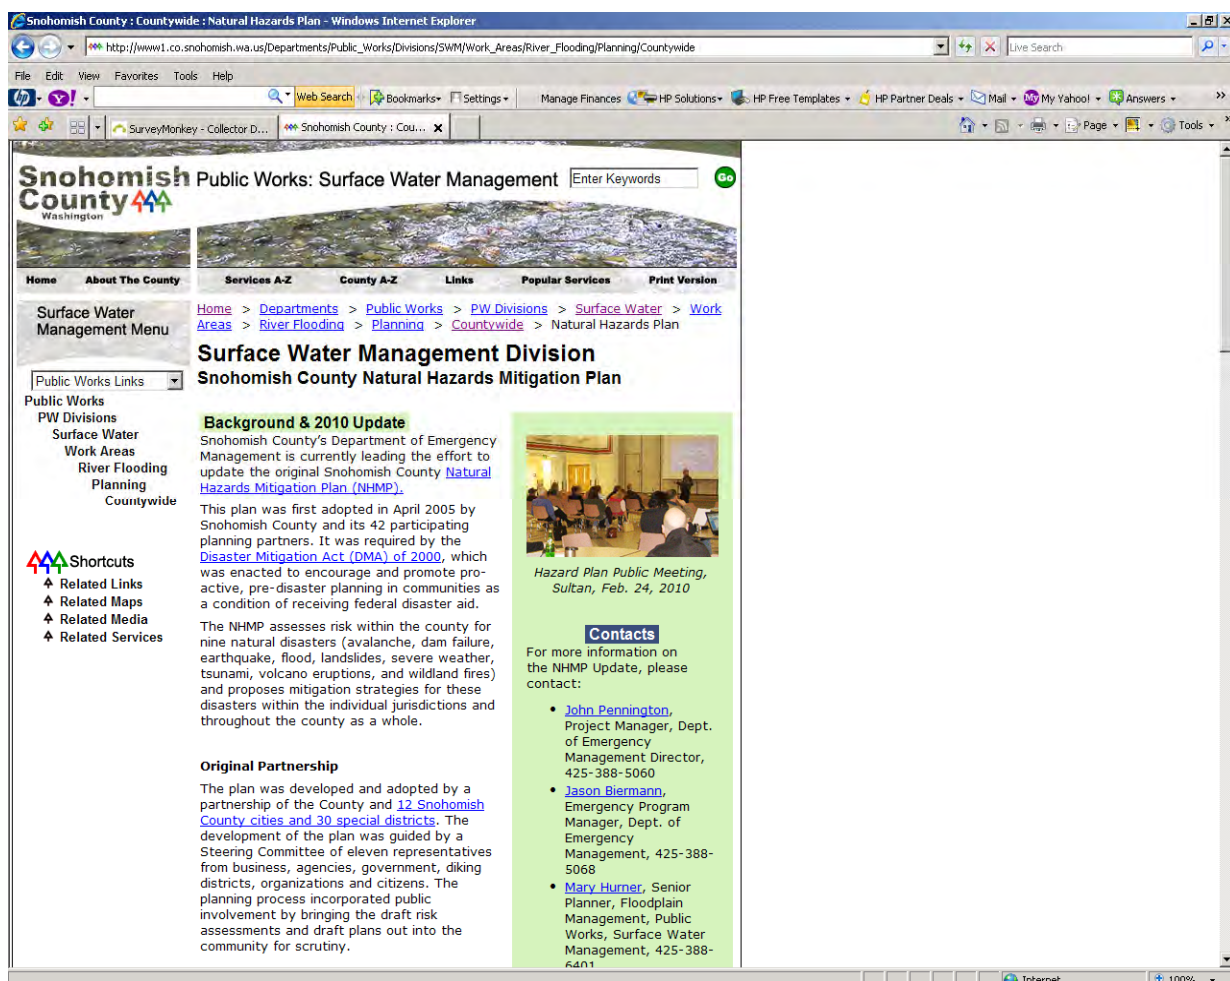 Snohomish County : Countywide : Natural Hazards Plan - Windows Internet Explorer
http://www1.co.snohomish.wa.us/Departments/Public_Works/Divisions/SWM/Work_Areas/River_Flooding/Planning/Countywide
Live Search
File Edit View Favorites Tools Help
Web Search
Bookmarks
Settings
Manage Finances
HP Solutions
HP Free Templates
HP Partner Deals
Mail
My Yahoo!
Answers
SurveyMonkey - Collector D...
Snohomish County : Cou...
Page
Tools
Snohomish
County
Washington
Public Works: Surface Water Management
Enter Keywords
Go
Home About The County Services A-Z County A-Z Links Popular Services Print Version
Surface Water
Management Menu
Public Works Links
Public Works
PW Divisions
Surface Water
Work Areas
River Flooding
Planning
Countywide
Shortcuts
Related Links
Related Maps
Related Media
Related Services
Home > Departments > Public Works > PW Divisions > Surface Water > Work
Areas > River Flooding > Planning > Countywide > Natural Hazards Plan
Surface Water Management Division
Snohomish County Natural Hazards Mitigation Plan
Background & 2010 Update
Snohomish County's Department of Emergency
Management is currently leading the effort to
update the original Snohomish County Natural
Hazards Mitigation Plan (NHMP).
This plan was first adopted in April 2005 by
Snohomish County and its 42 participating
planning partners. It was required by the
Disaster Mitigation Act (DMA) of 2000, which
was enacted to encourage and promote pro-
active, pre-disaster planning in communities as
a condition of receiving federal disaster aid.
The NHMP assesses risk within the county for
nine natural disasters (avalanche, dam failure,
earthquake, flood, landslides, severe weather,
tsunami, volcano eruptions, and wildland fires)
and proposes mitigation strategies for these
disasters within the individual jurisdictions and
throughout the county as a whole.
Original Partnership
The plan was developed and adopted by a
partnership of the County and 12 Snohomish
County cities and 30 special districts. The
development of the plan was guided by a
Steering Committee of eleven representatives
from business, agencies, government, diking
districts, organizations and citizens. The
planning process incorporated public
involvement by bringing the draft risk
assessments and draft plans out into the
community for scrutiny.
Hazard Plan Public Meeting,
Sultan, Feb. 24, 2010
Contacts
For more information on
the NHMP Update, please
contact:
• John Pennington,
Project Manager, Dept.
of Emergency
Management Director,
425-388-5060
• Jason Biermann,
Emergency Program
Manager, Dept. of
Emergency
Management, 425-388-
5068
• Mary Hurner, Senior
Planner, Floodplain
Management, Public
Works, Surface Water
Management, 425-388-
6401
Internet
100%